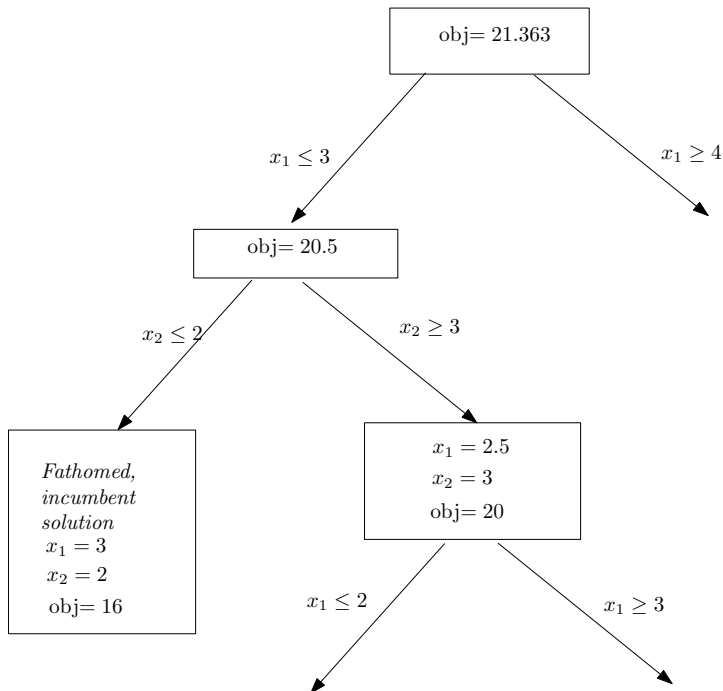 obj= 21.363
x₁ ≤ 3
x₁ ≥ 4
obj= 20.5
x₂ ≤ 2
x₂ ≥ 3
Fathomed,
incumbent
solution
x₁ = 3
x₂ = 2
obj= 16
x₁ = 2.5
x₂ = 3
obj= 20
x₁ ≤ 2
x₁ ≥ 3